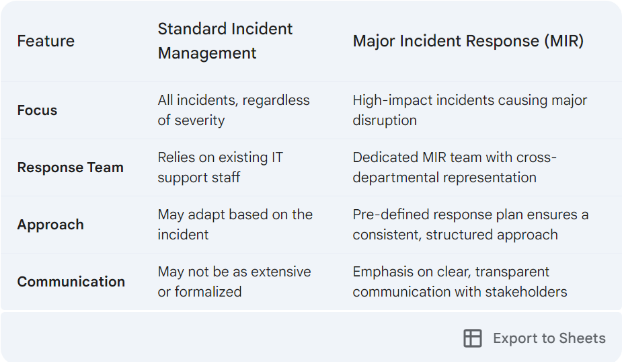 Feature
Standard Incident
Management
Major Incident Response (MIR)
Focus
All incidents, regardless
of severity
High-impact incidents causing major
disruption
Response Team
Relies on existing IT
support staff
Dedicated MIR team with cross-
departmental representation
Approach
May adapt based on the
incident
Pre-defined response plan ensures a
consistent, structured approach
Communication
May not be as extensive
or formalized
Emphasis on clear, transparent
communication with stakeholders
Export to Sheets